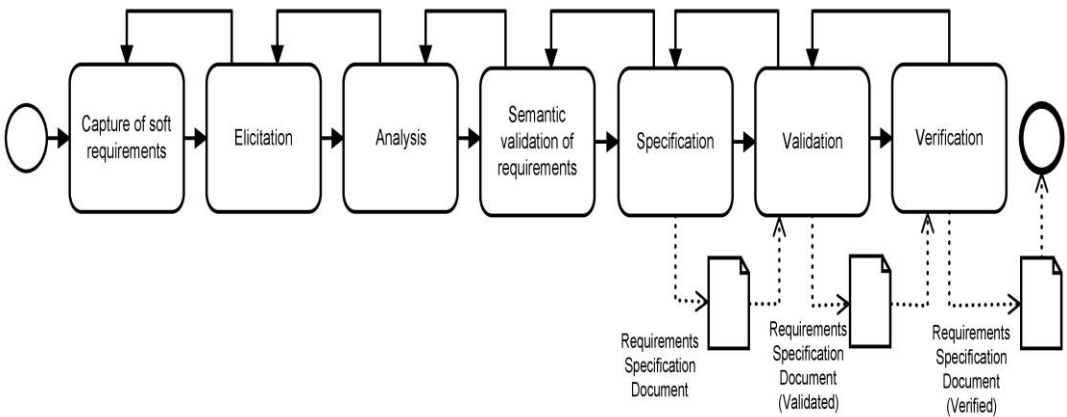 Capture of soft
requirements
Elicitation
Analysis
Semantic
validation of
requirements
Specification
Validation
Verification
Requirements
Specification
Document
Requirements
Specification
Document
(Validated)
Requirements
Specification
Document
(Verified)